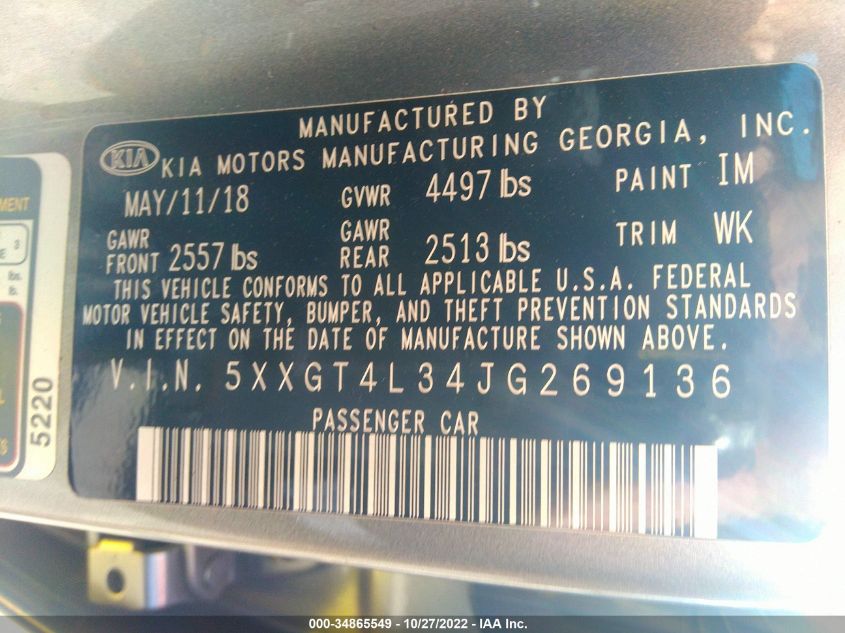 MANUFACTURED BY
KIA KIA MOTORS MANUFACTURING GEORGIA, INC.
MAY/11/18 GVWR 4497 lbs PAINT IM
GAWR FRONT 2557 lbs GAWR REAR 2513 lbs TRIM WK
THIS VEHICLE CONFORMS TO ALL APPLICABLE U.S.A. FEDERAL
MOTOR VEHICLE SAFETY, BUMPER, AND THEFT PREVENTION STANDARDS
IN EFFECT ON THE DATE OF MANUFACTURE SHOWN ABOVE.
V.I.N. 5XXGT4L34JG269136
PASSENGER CAR
5220
000-34865549 - 10/27/2022 - IAA Inc.